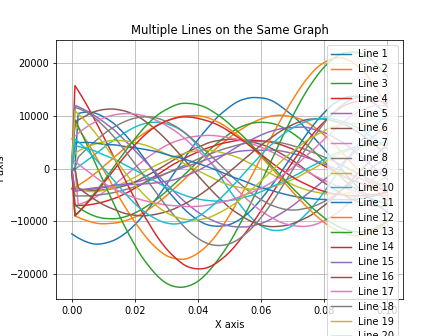 Multiple Lines on the Same Graph
20000
10000
0
−10000
−20000
0.00
0.02
0.04
0.06
X axis
Line 1
Line 2
Line 3
Line 4
Line 5
Line 6
Line 7
Line 8
Line 9
Line 10
Line 11
Line 12
Line 13
Line 14
Line 15
Line 16
Line 17
Line 18
Line 19